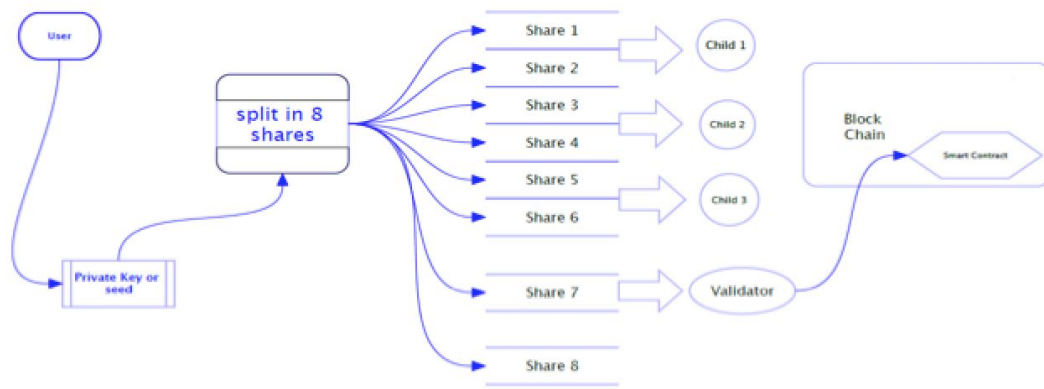 User
Private Key or
seed
split in 8
shares
Share 1
Share 2
Share 3
Share 4
Share 5
Share 6
Share 7
Share 8
Child 1
Child 2
Child 3
Validator
Block
Chain
Smart Contract